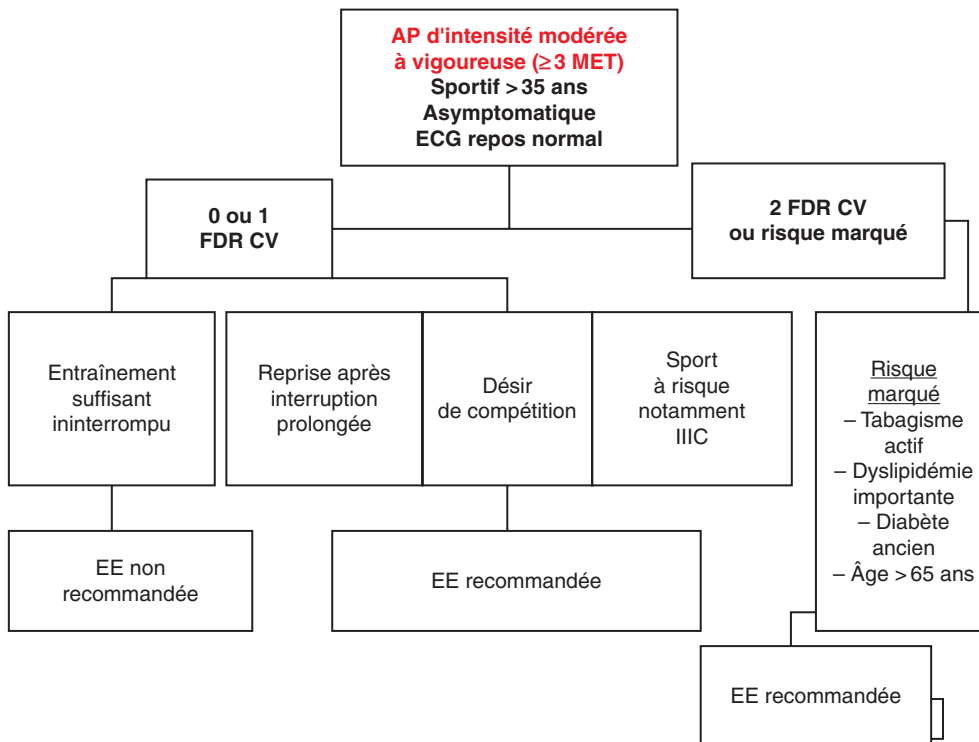 AP d'intensité modérée
à vigoureuse (≥ 3 MET)
Sportif > 35 ans
Asymptomatique
ECG repos normal
0 ou 1
FDR CV
2 FDR CV
ou risque marqué
Entraînement
suffisant
ininterrompu
Reprise après
interruption
prolongée
Désir
de compétition
Sport
à risque
notamment
IIIC
Risque
marqué
– Tabagisme
actif
– Dyslipidémie
importante
– Diabète
ancien
– Âge > 65 ans
EE non
recommandée
EE recommandée
EE recommandée